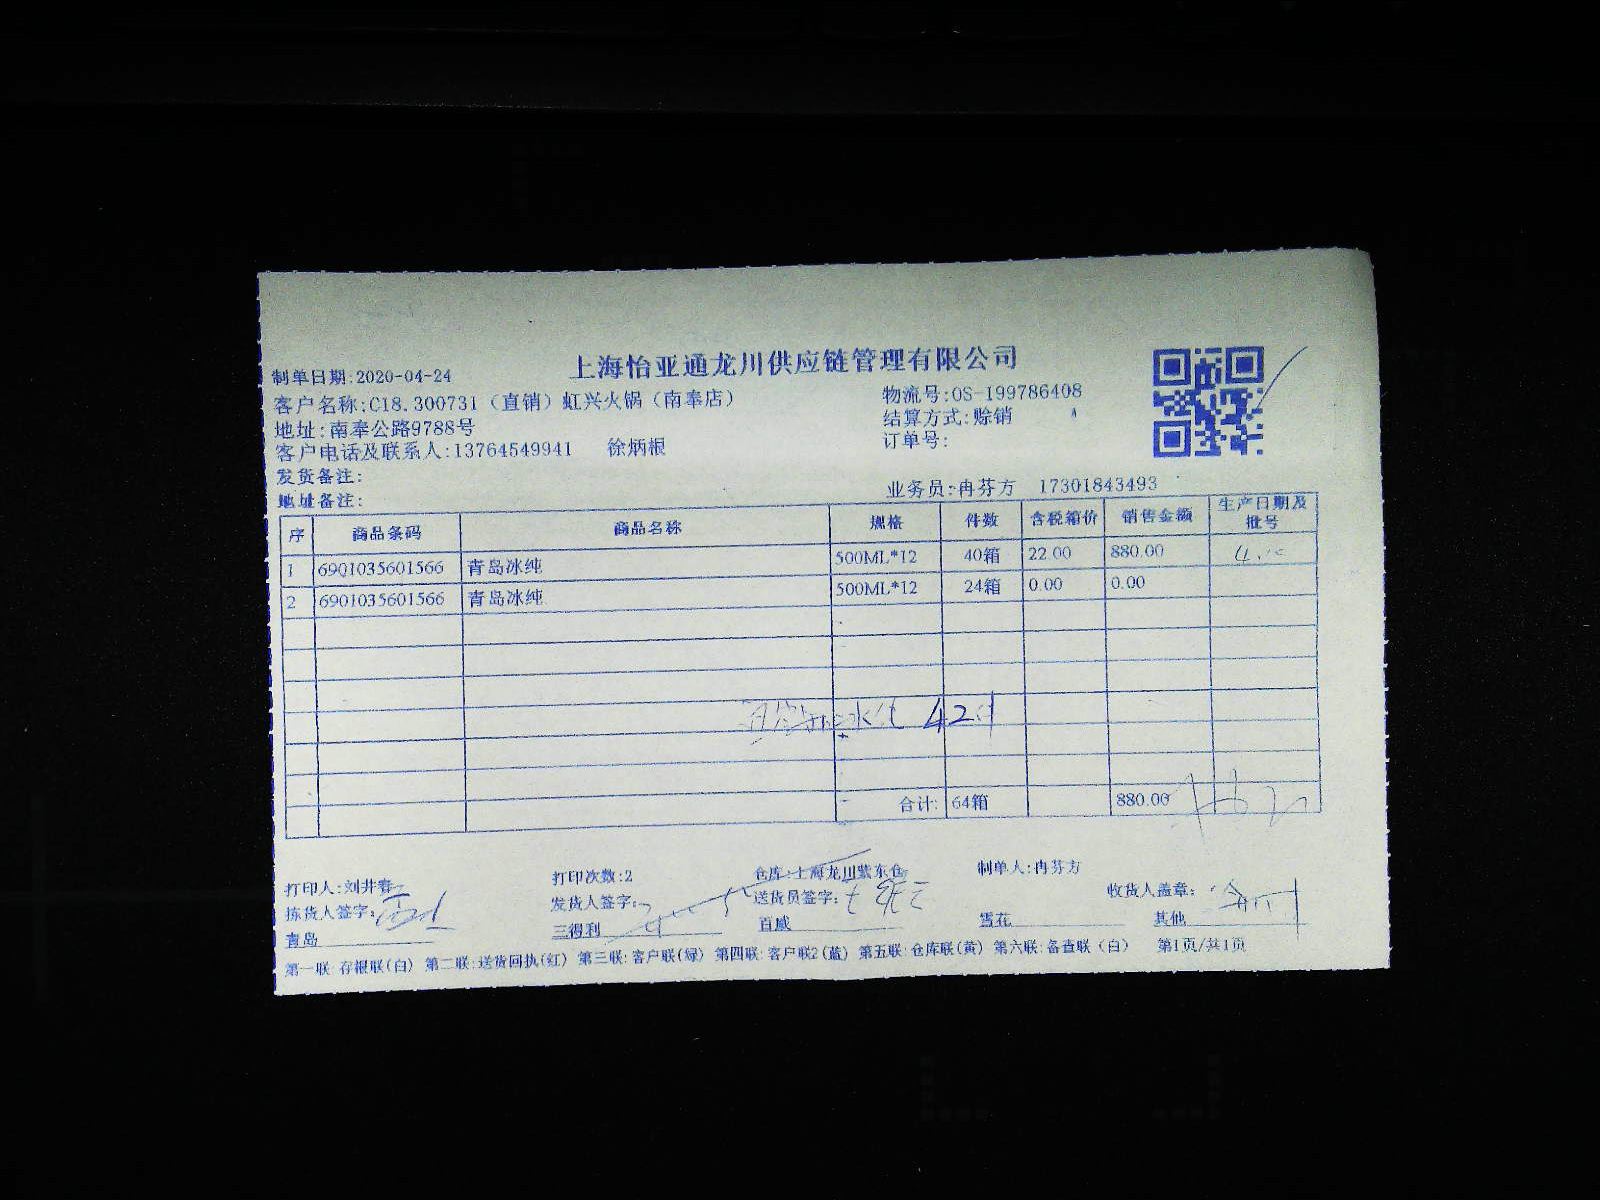 上海怡亚通龙川供应链管理有限公司
制单日期:2020-04-24
客户名称:C18.300731（直销）虹兴火锅（南奉店） 物流号:OS-199786408
地址:南奉公路9788号 结算方式:赊销
客户电话及联系人:13764549941 徐炳根 订单号:
发货备注:
地址备注: 业务员:冉芬方 17301843493
序 商品条码 商品名称 规格 件数 含税箱价 销售金额 生产日期及批号
1 6901035601566 青岛冰纯 500ML*12 40箱 22.00 880.00
2 6901035601566 青岛冰纯 500ML*12 24箱 0.00 0.00
42
合计: 64箱 880.00
打印人:刘井春 打印次数:2 仓库:上海龙川紫东仓 制单人:冉芬方
拣货人签字: 发货人签字: 送货员签字: 收货人盖章:
青岛 三得利 百威 雪花 其他
第一联:存根联(白) 第二联:送货回执(红) 第三联:客户联(绿) 第四联:客户联2(蓝) 第五联:仓库联(黄) 第六联:备查联（白） 第1页/共1页